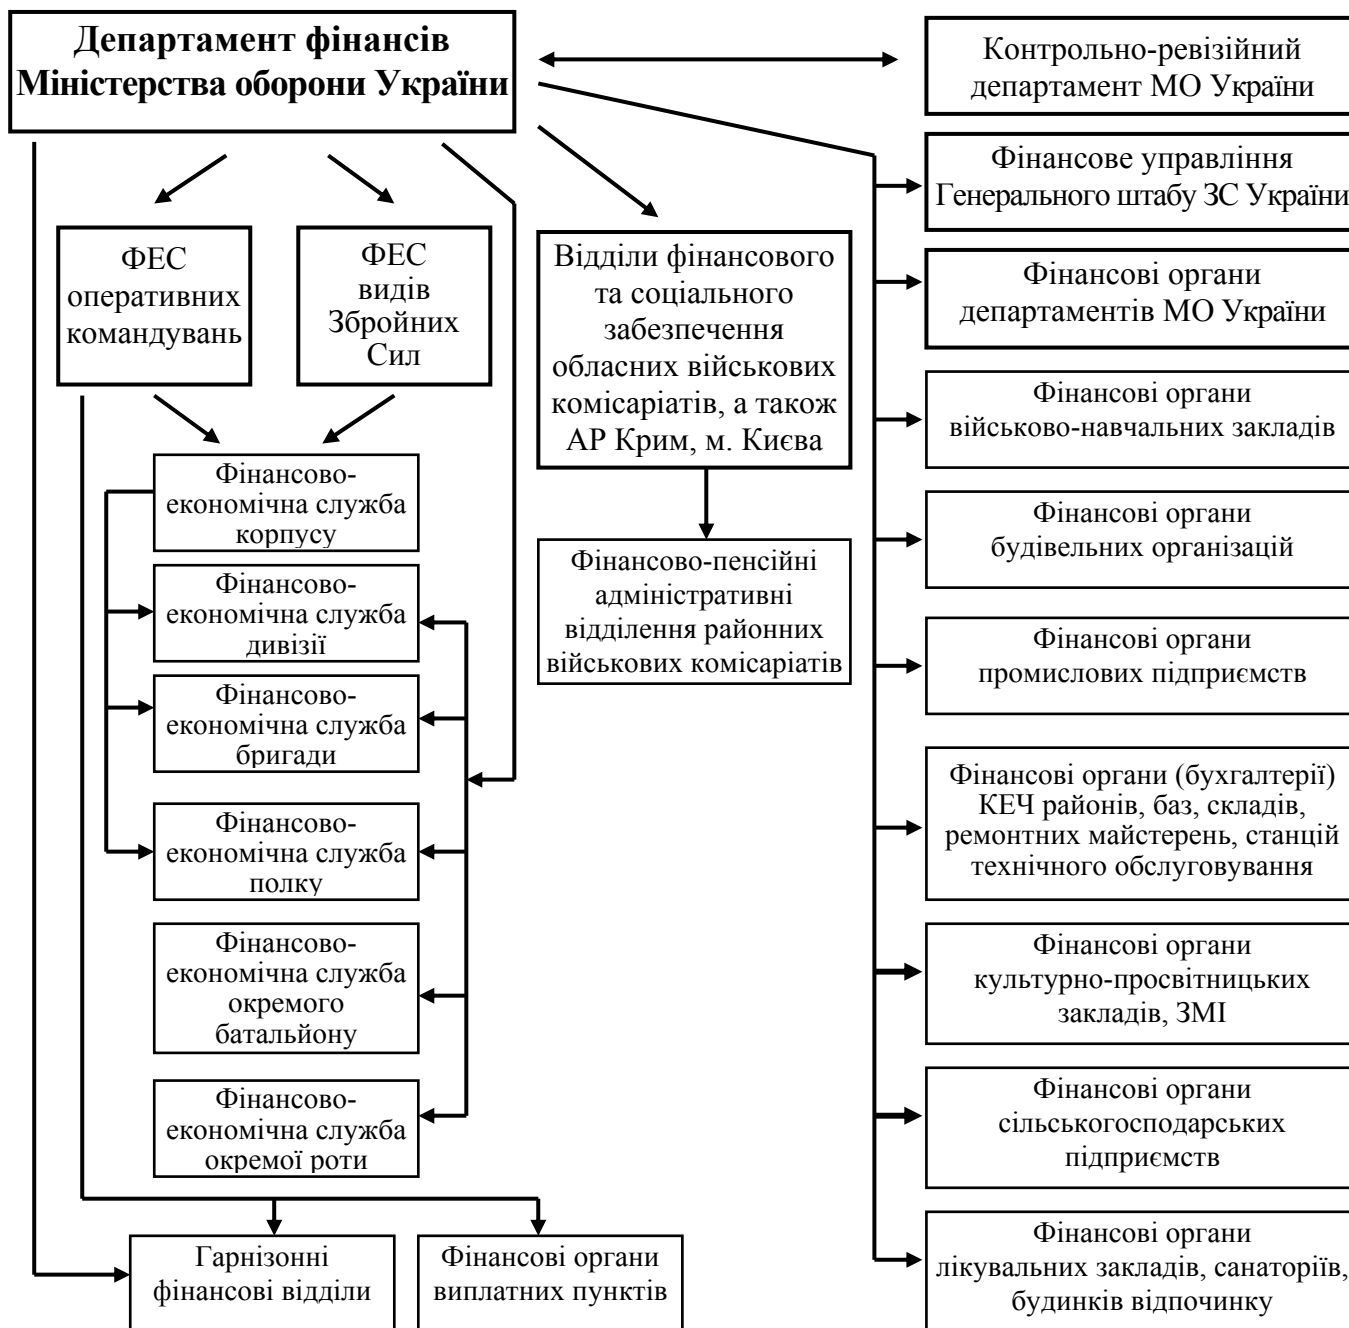 Департамент фінансів
Міністерства оборони України
Контрольно-ревізійний
департамент МО України
Фінансове управління
Генерального штабу ЗС України
ФЕС
оперативних
командувань
ФЕС
видів
Збройних
Сил
Відділи фінансового
та соціального
забезпечення
обласних військових
комісаріатів, а також
АР Крим, м. Києва
Фінансові органи
департаментів МО України
Фінансові органи
військово-навчальних закладів
Фінансово-
економічна служба
корпусу
Фінансові органи
будівельних організацій
Фінансово-пенсійні
адміністративні
відділення районних
військових комісаріатів
Фінансово-
економічна служба
дивізії
Фінансові органи
промислових підприємств
Фінансово-
економічна служба
бригади
Фінансові органи (бухгалтерії)
КЕЧ районів, баз, складів,
ремонтних майстерень, станцій
технічного обслуговування
Фінансово-
економічна служба
полку
Фінансово-
економічна служба
окремого
батальйону
Фінансові органи
культурно-просвітницьких
закладів, ЗМІ
Фінансово-
економічна служба
окремої роти
Фінансові органи
сільськогосподарських
підприємств
Гарнізонні
фінансові відділи
Фінансові органи
виплатних пунктів
Фінансові органи
лікувальних закладів, санаторіїв,
будинків відпочинку